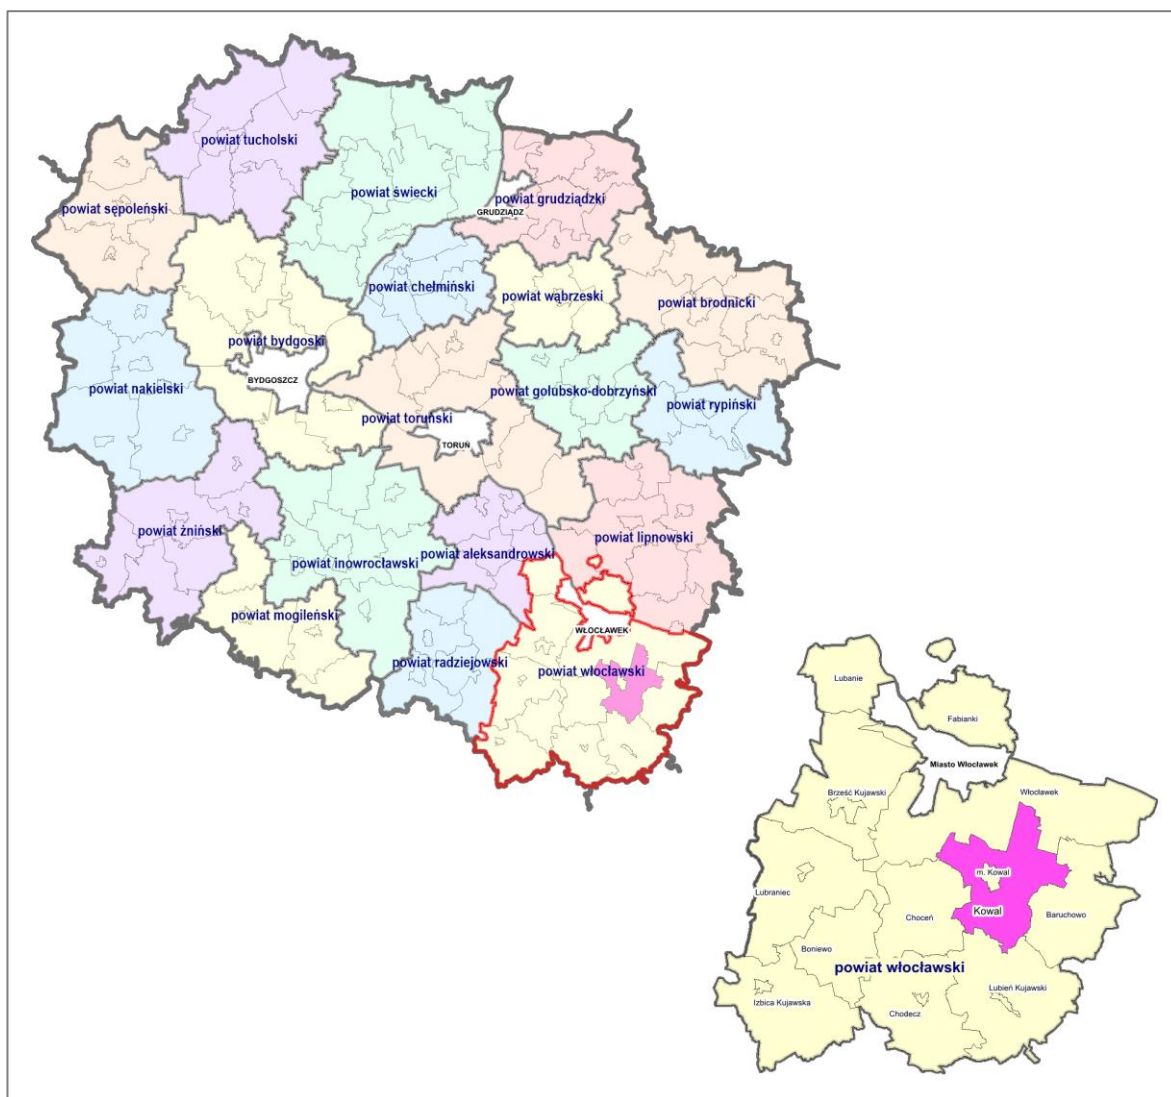 powiat tucholski
powiat świecki
powiat grudziądzki
powiat sępoleński
GRUDZIĄDZ
powiat chełmiński
powiat wąbrzeski
powiat brodnicki
powiat bydgoski
BYDGOSZCZ
powiat nakielski
powiat golubsko-dobrzyński
powiat rypiński
powiat toruński
TORUŃ
powiat żniński
powiat lipnowski
powiat aleksandrowski
powiat inowrocławski
powiat mogileński
WŁOCŁAWEK
powiat radziejowski
powiat włocławski
Lubanie
Fabianki
Miasto Włocławek
Brześć Kujawski
Włocławek
m. Kowal
Lubraniec
Kowal
Choceń
Baruchowo
Boniewo
powiat włocławski
Izbica Kujawska
Lubień Kujawski
Chodecz